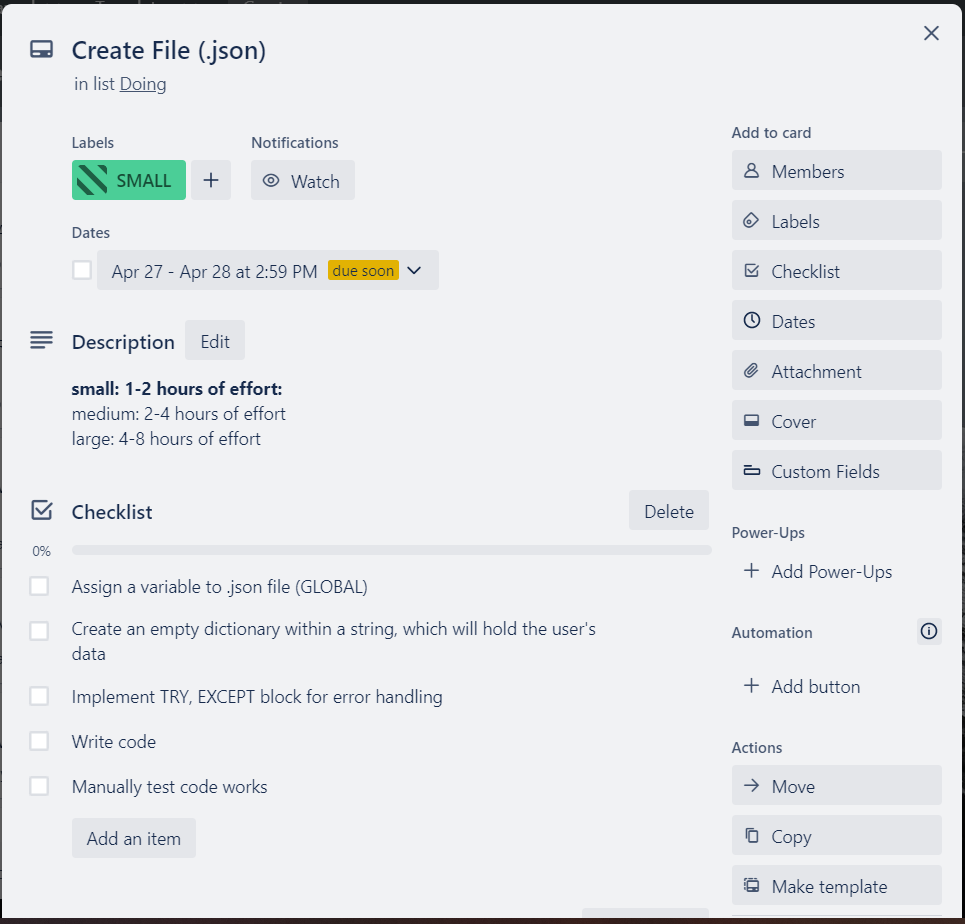 Create File (.json)
in list Doing
Labels
Notifications
SMALL
Watch
Dates
Apr 27 - Apr 28 at 2:59 PM due soon
Description Edit
small: 1-2 hours of effort:
medium: 2-4 hours of effort
large: 4-8 hours of effort
Checklist
Delete
0%
Assign a variable to .json file (GLOBAL)
Create an empty dictionary within a string, which will hold the user's
data
Implement TRY, EXCEPT block for error handling
Write code
Manually test code works
Add an item
Add to card
Members
Labels
Checklist
Dates
Attachment
Cover
Custom Fields
Power-Ups
Add Power-Ups
Automation
Add button
Actions
Move
Copy
Make template